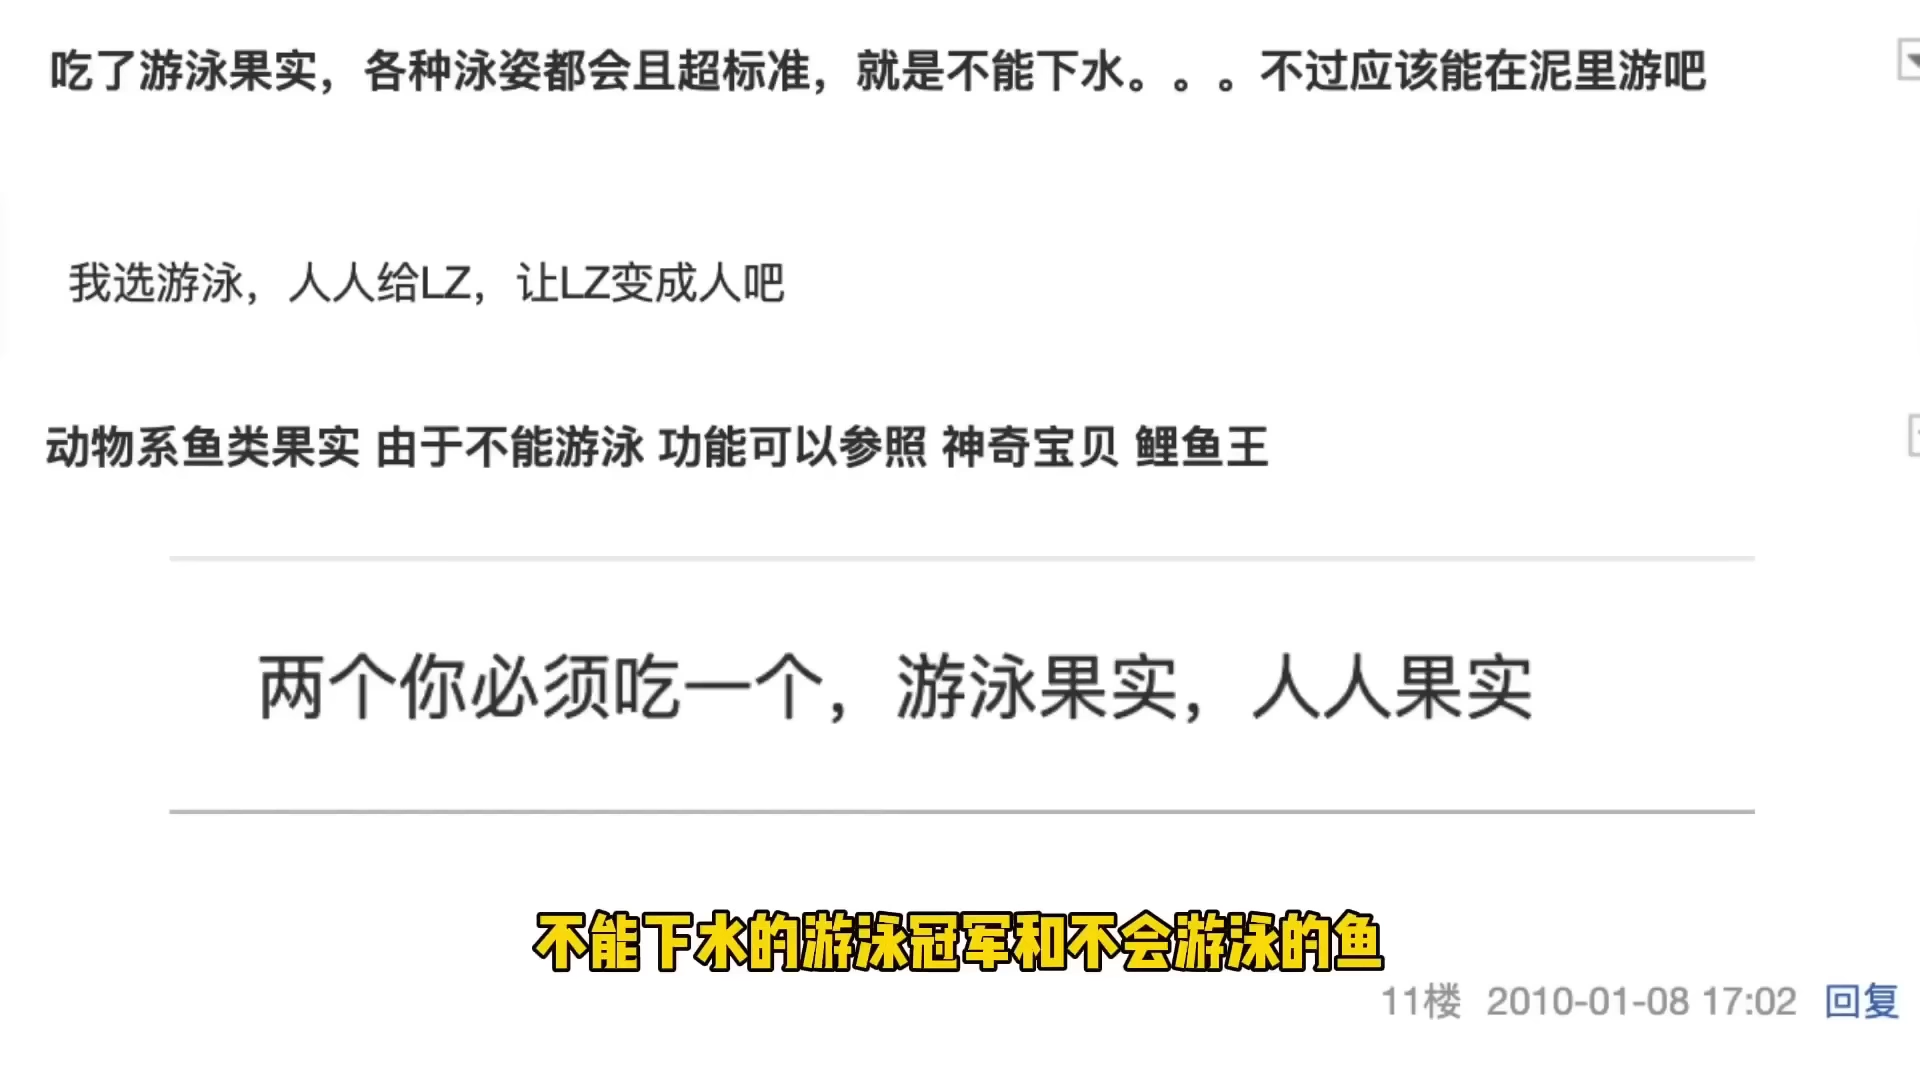 吃了游泳果实，各种泳姿都会且超标准，就是不能下水。。。不过应该能在泥里游吧
我选游泳，人人给LZ，让LZ变成人吧
动物系鱼类果实 由于不能游泳 功能可以参照 神奇宝贝 鲤鱼王
两个你必须吃一个，游泳果实，人人果实
不能下水的游泳冠军和不会游泳的鱼
11楼 2010-01-08 17:02 回复